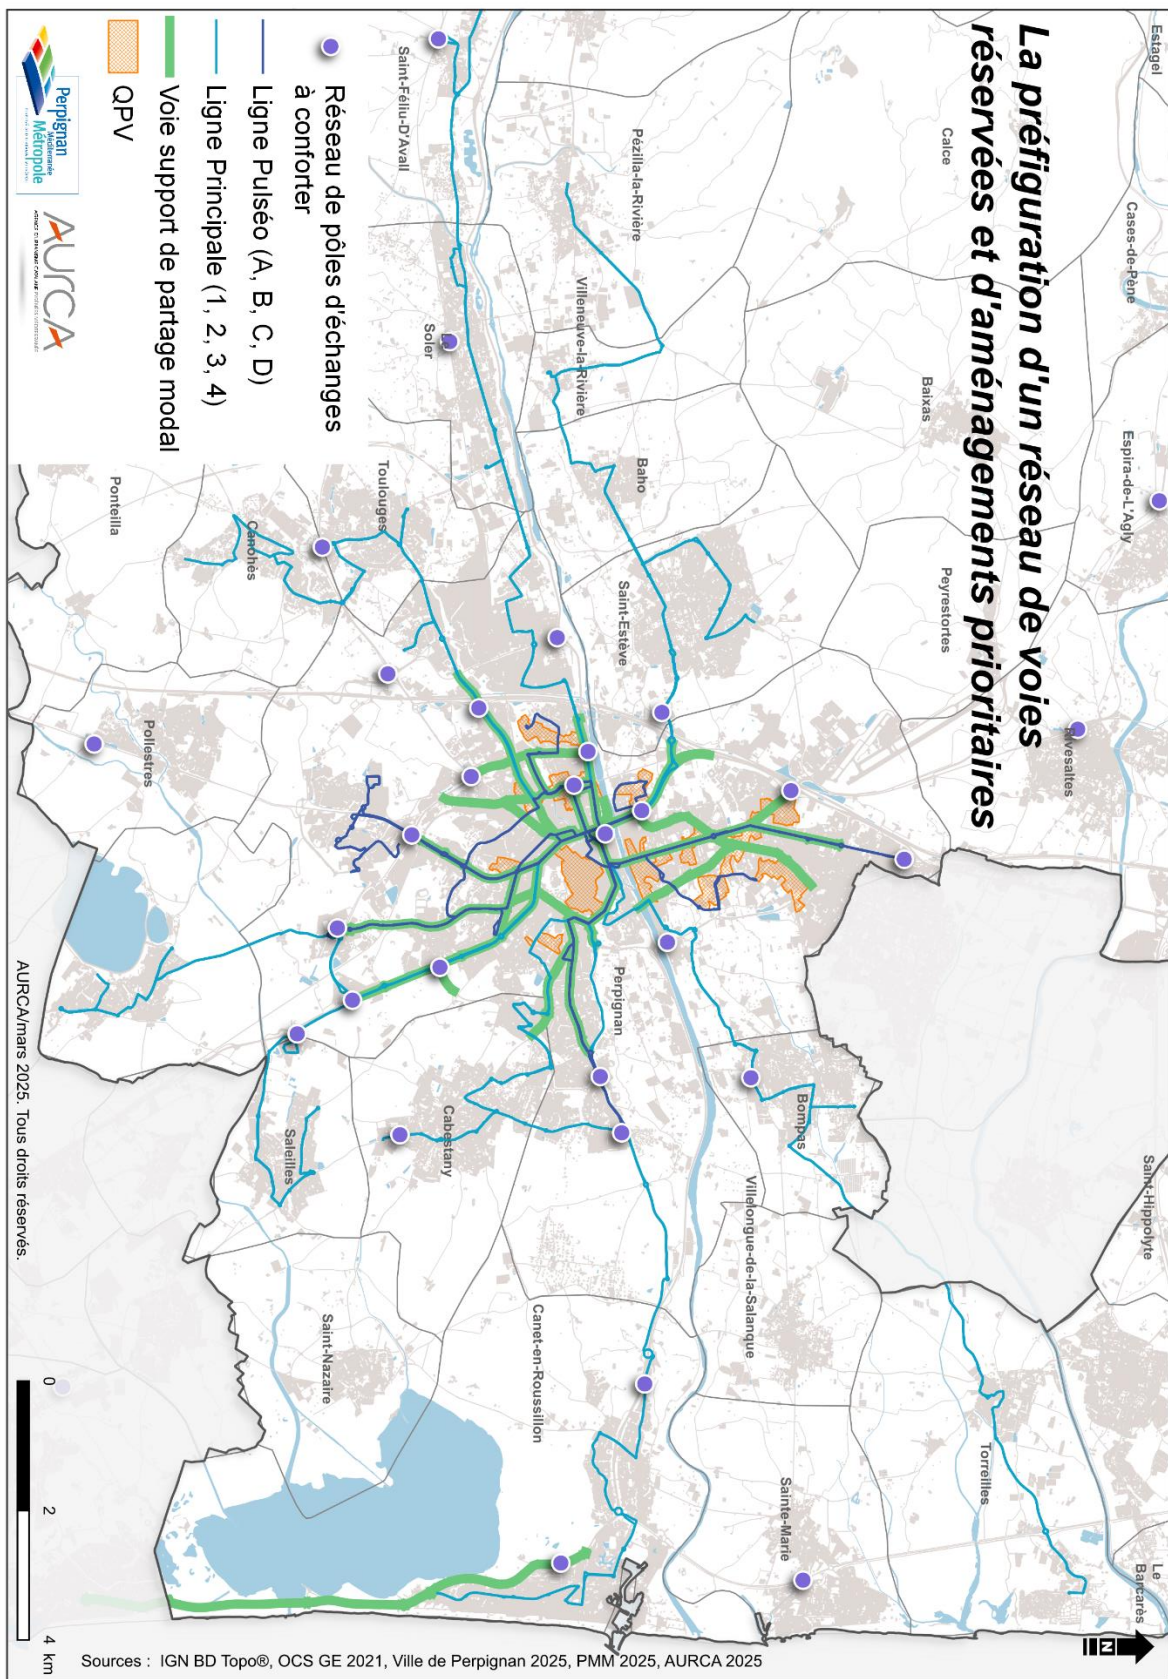 La préfiguration d'un réseau de voies
réservées et d'aménagements prioritaires
Estagel
Cases-de-Pène
Espira-de-L'Agly
Rivesaltes
Saint-Hippolyte
Le
Barcarès
Calce
Baixas
Peyrestortes
Torreilles
Pézilla-la-Rivière
Villeneuve-la-Rivière
Baho
Saint-Estève
Bompas
Villelongue-de-la-Salanque
Sainte-Marie
Saint-Féliu-D'Avall
Le
Soler
Toulouges
Canohès
Ponteilla
Pollestres
Perpignan
Cabestany
Saleilles
Canet-en-Roussillon
Saint-Nazaire
Réseau de pôles d'échanges
à conforter
Ligne Pulséo (A, B, C, D)
Ligne Principale (1, 2, 3, 4)
Voie support de partage modal
QPV
Perpignan
Méditerranée
Métropole
AURCA
AURCA/mars 2025. Tous droits réservés.
0
2
4 km
N
Sources : IGN BD Topo®, OCS GE 2021, Ville de Perpignan 2025, PMM 2025, AURCA 2025